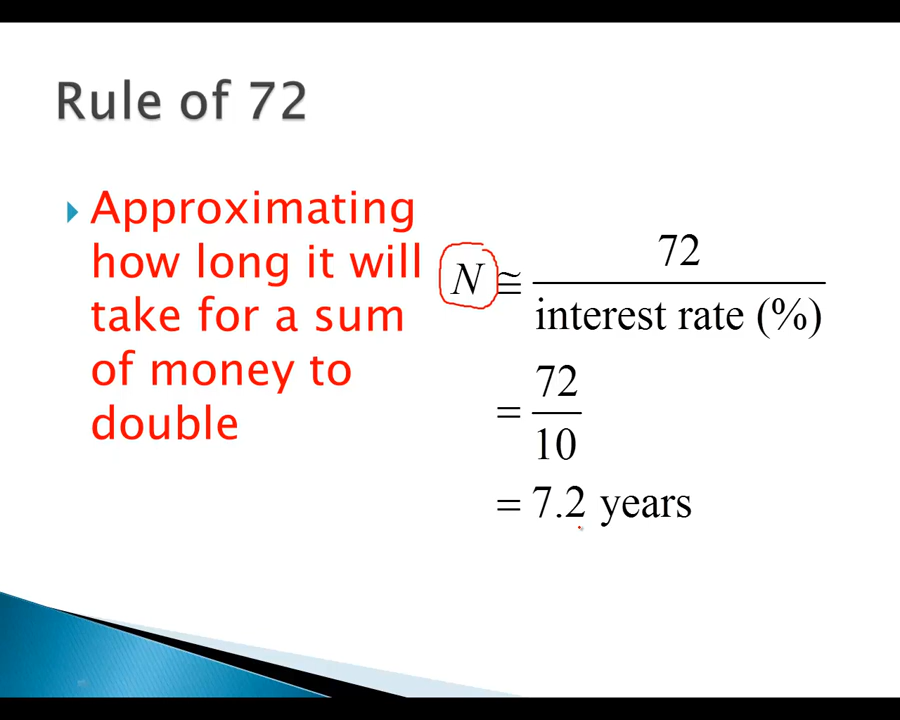 Rule of 72
Approximating
how long it will
take for a sum
of money to
double
N ≅ 72 / interest rate (%)
= 72 / 10
= 7.2 years